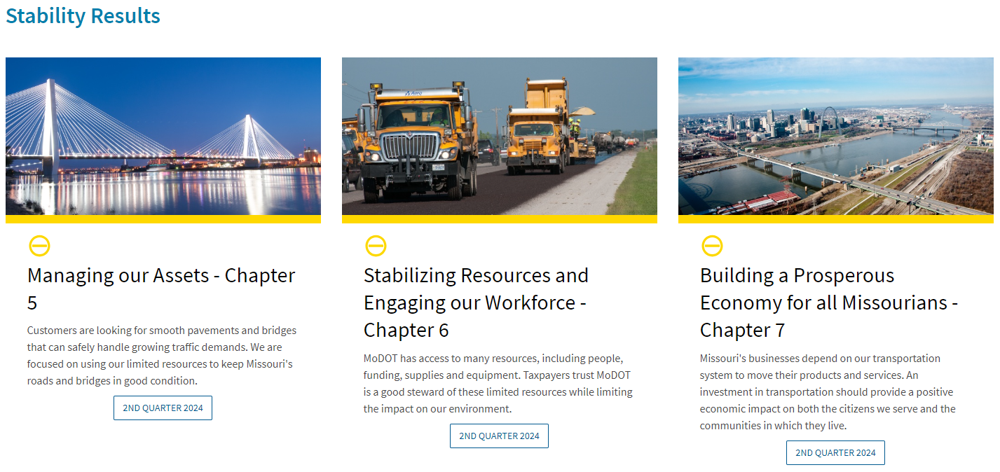 Stability Results
Aero
Managing our Assets - Chapter
5
Customers are looking for smooth pavements and bridges
that can safely handle growing traffic demands. We are
focused on using our limited resources to keep Missouri's
roads and bridges in good condition.
2ND QUARTER 2024
Stabilizing Resources and
Engaging our Workforce -
Chapter 6
MoDOT has access to many resources, including people,
funding, supplies and equipment. Taxpayers trust MoDOT
is a good steward of these limited resources while limiting
the impact on our environment.
2ND QUARTER 2024
Building a Prosperous
Economy for all Missourians -
Chapter 7
Missouri's businesses depend on our transportation
system to move their products and services. An
investment in transportation should provide a positive
economic impact on both the citizens we serve and the
communities in which they live.
2ND QUARTER 2024